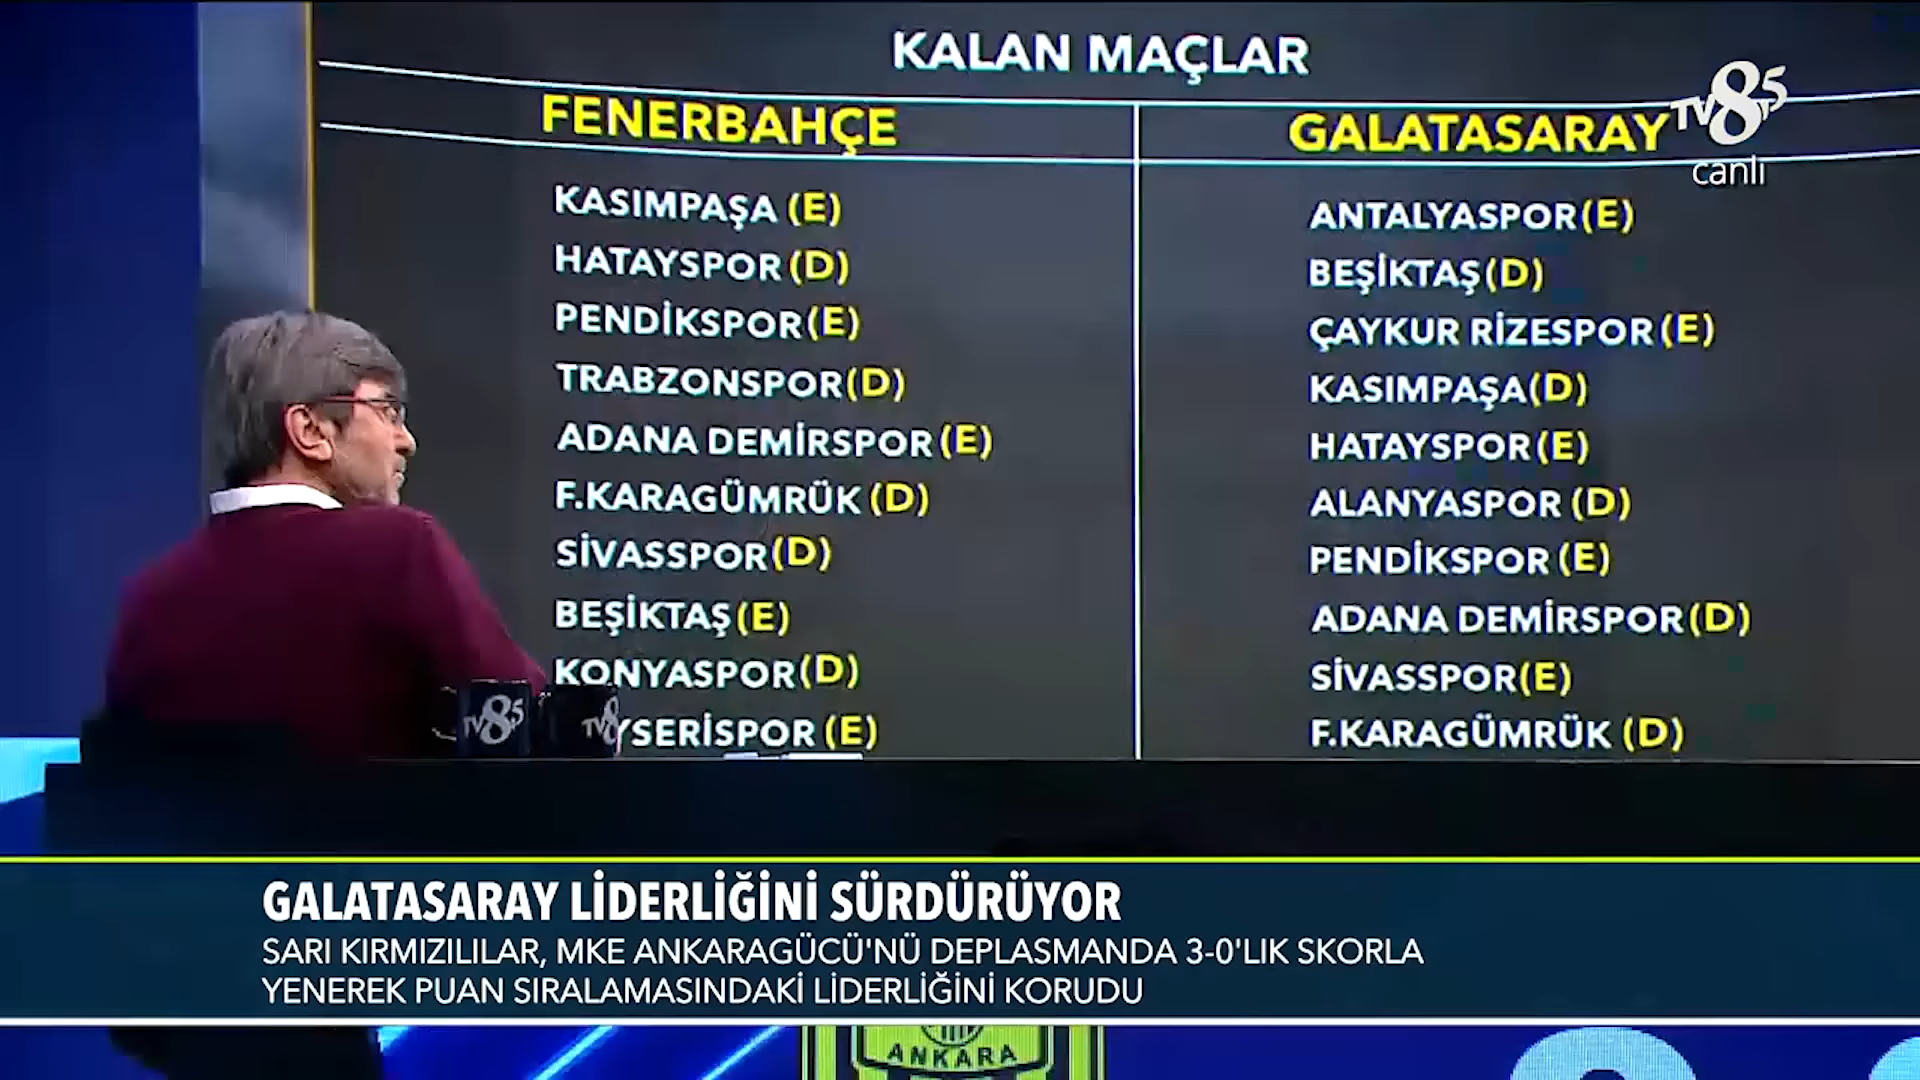 KALAN MAÇLAR
FENERBAHÇE
KASIMPAŞA (E)
HATAYSPOR (D)
PENDİKSPOR (E)
TRABZONSPOR (D)
ADANA DEMİRSPOR (E)
F.KARAGÜMRÜK (D)
SİVASSPOR (D)
BEŞİKTAŞ (E)
KONYASPOR (D)
YSERİSPOR (E)
GALATASARAY
ANTALYASPOR (E)
BEŞİKTAŞ (D)
ÇAYKUR RİZESPOR (E)
KASIMPAŞA (D)
HATAYSPOR (E)
ALANYASPOR (D)
PENDİKSPOR (E)
ADANA DEMİRSPOR (D)
SİVASSPOR (E)
F.KARAGÜMRÜK (D)
TV8,5
canlı
TV8,5
TV8
GALATASARAY LİDERLİĞİNİ SÜRDÜRÜYOR
SARI KIRMIZILILAR, MKE ANKARAGÜCÜ'NÜ DEPLASMANDA 3-0'LIK SKORLA
YENEREK PUAN SIRALAMASINDAKİ LİDERLİĞİNİ KORUDU
ANKARA